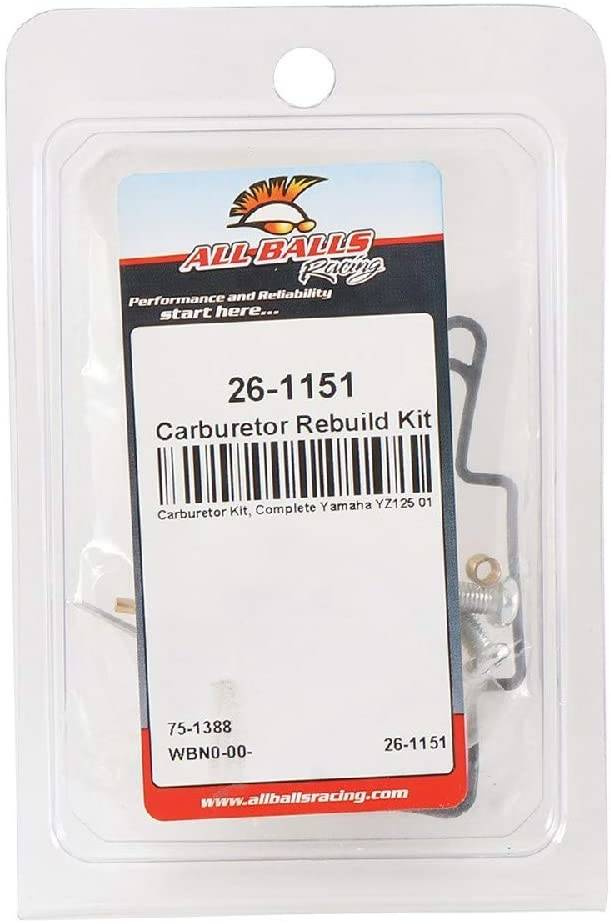 ALL BALLS
Racing
Performance and Reliability
start here...
26-1151
Carburetor Rebuild Kit
Carburetor Kit, Complete Yamaha YZ125 01
75-1388
WBN0-00-
26-1151
www.allballsracing.com